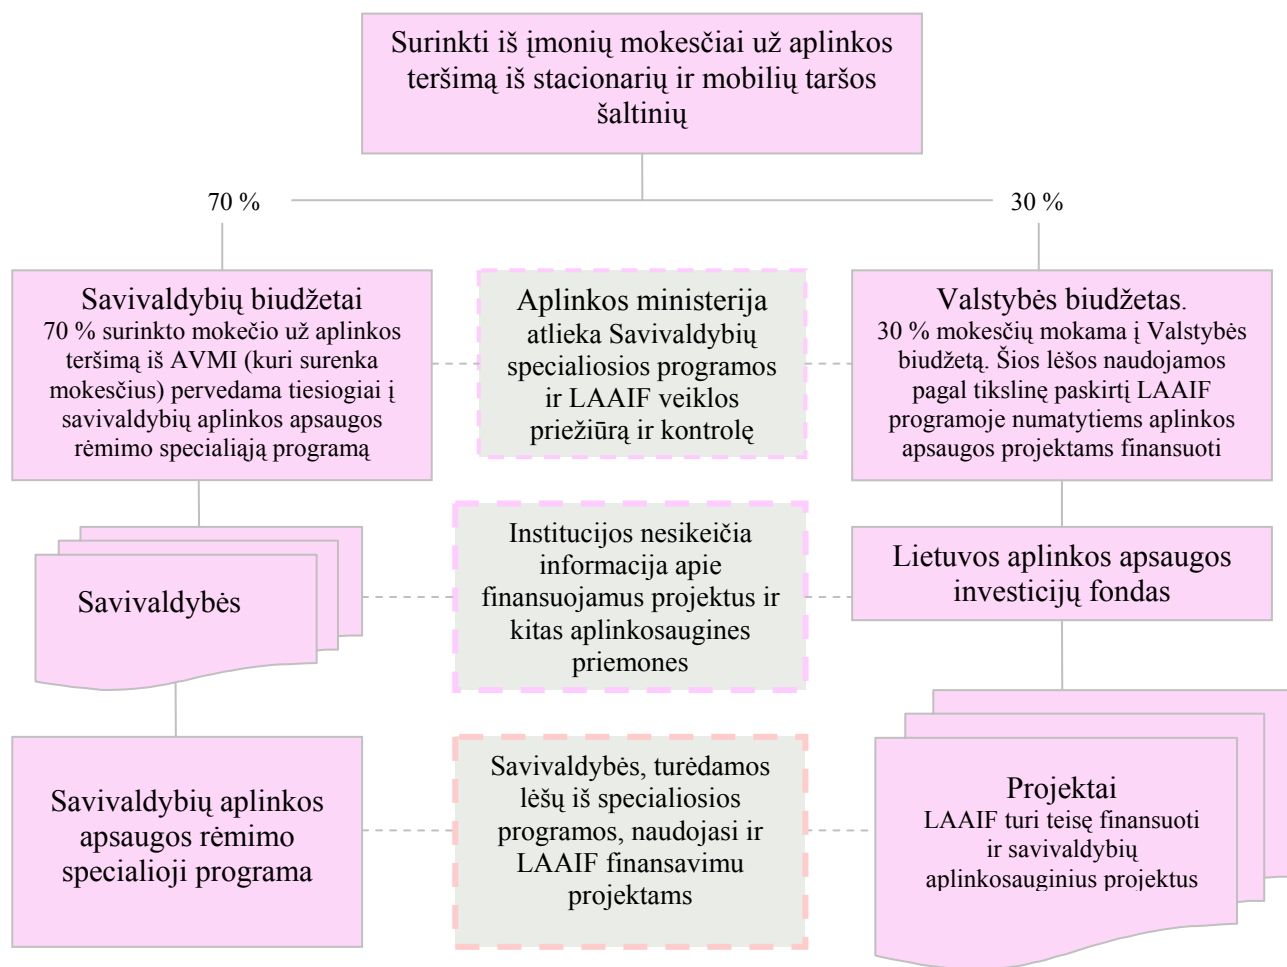 Surinkti iš įmonių mokesčiai už aplinkos
teršimą iš stacionarių ir mobilių taršos
šaltinių
70 %
30 %
Savivaldybių biudžetai
70 % surinkto mokečio už aplinkos
teršimą iš AVMI (kuri surenka
mokesčius) pervedama tiesiogiai į
savivaldybių aplinkos apsaugos
rėmimo specialiąją programą
Aplinkos ministerija
atlieka Savivaldybių
specialiosios programos
ir LAAIF veiklos
priežiūrą ir kontrolę
Valstybės biudžetas.
30 % mokesčių mokama į Valstybės
biudžetą. Šios lėšos naudojamos
pagal tikslinę paskirtį LAAIF
programoje numatytiems aplinkos
apsaugos projektams finansuoti
Savivaldybės
Institucijos nesikeičia
informacija apie
finansuojamus projektus ir
kitas aplinkosaugines
priemones
Lietuvos aplinkos apsaugos
investicijų fondas
Savivaldybių aplinkos
apsaugos rėmimo
specialioji programa
Savivaldybės, turėdamos
lėšų iš specialiosios
programos, naudojasi ir
LAAIF finansavimu
projektams
Projektai
LAAIF turi teisę finansuoti
ir savivaldybių
aplinkosauginius projektus